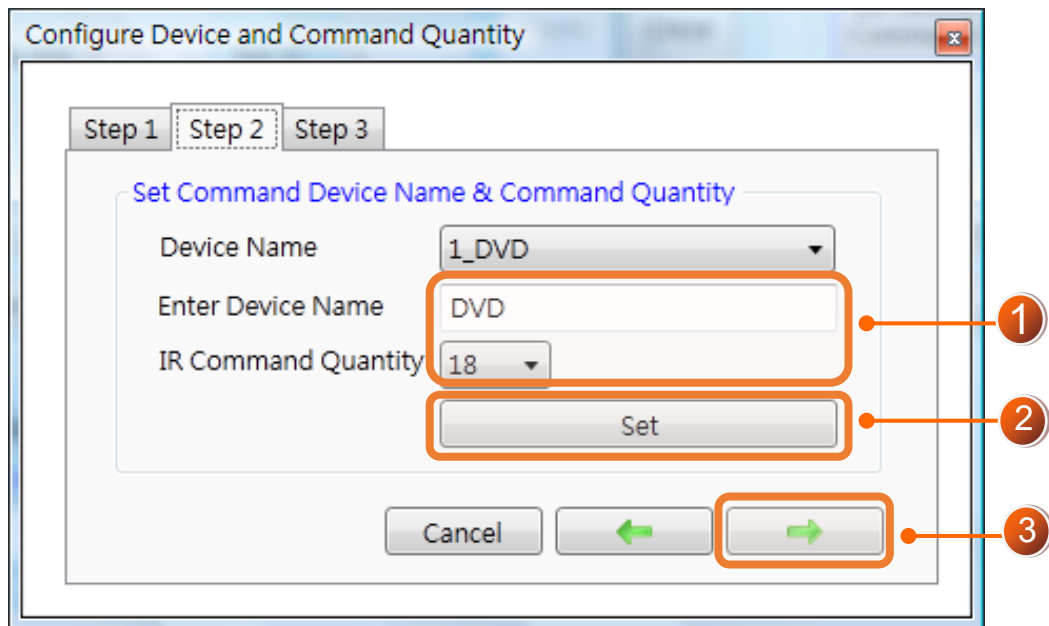 Configure Device and Command Quantity
Step 1 Step 2 Step 3
Set Command Device Name & Command Quantity
Device Name 1_DVD
Enter Device Name DVD
1
IR Command Quantity 18
Set
2
Cancel
3